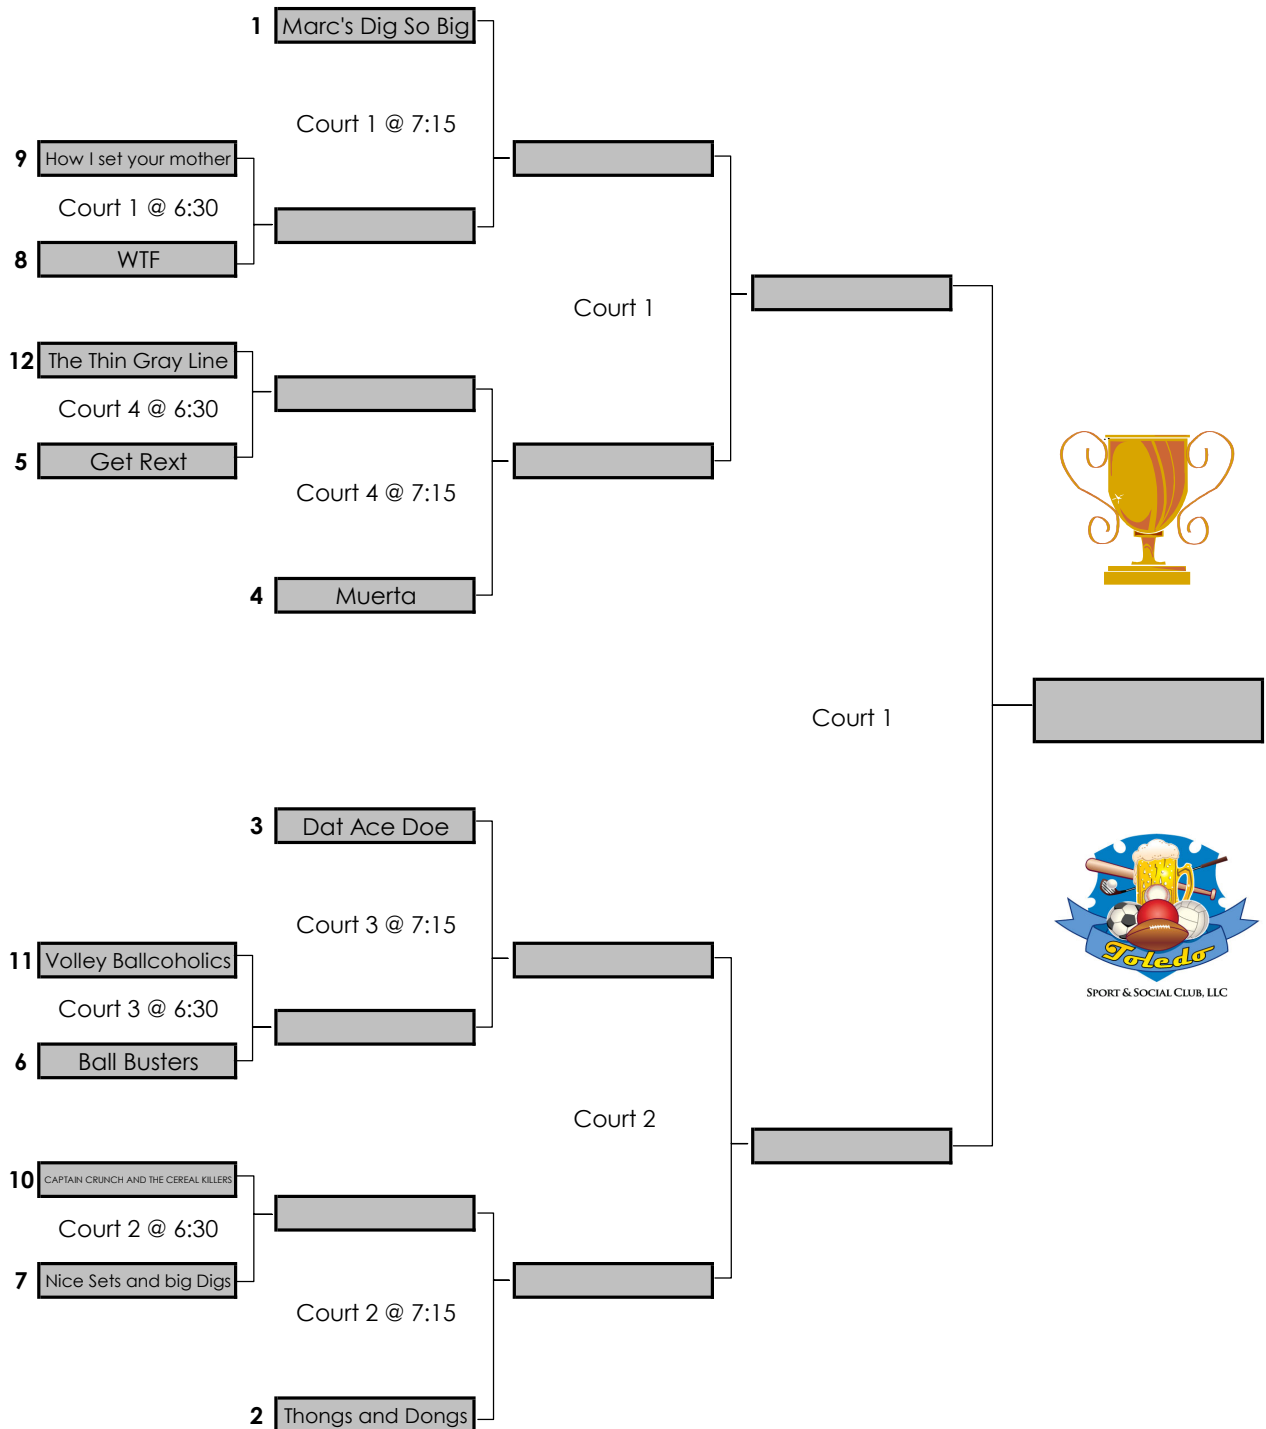 1 Marc's Dig So Big
Court 1 @ 7:15
9 How I set your mother
Court 1 @ 6:30
8 WTF
Court 1
12 The Thin Gray Line
Court 4 @ 6:30
5 Get Rext
Court 4 @ 7:15
4 Muerta
Court 1
3 Dat Ace Doe
Court 3 @ 7:15
11 Volley Ballcoholics
Court 3 @ 6:30
6 Ball Busters
Toledo
SPORT & SOCIAL CLUB, LLC
Court 2
10 CAPTAIN CRUNCH AND THE CEREAL KILLERS
Court 2 @ 6:30
7 Nice Sets and big Digs
Court 2 @ 7:15
2 Thongs and Dongs